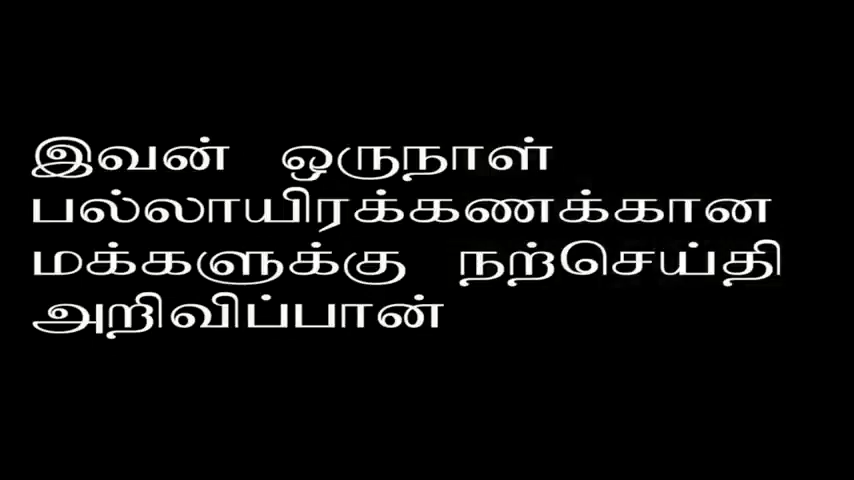 இவன் ஒருநாள்
பல்லாயிரக்கணக்கான
மக்களுக்கு நற்செய்தி
அறிவிப்பான்